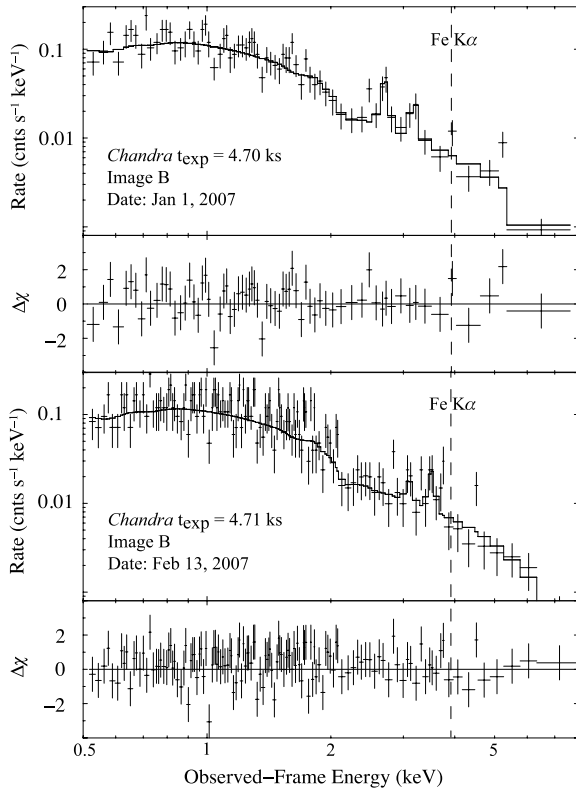 0.1
0.01
Rate (cnts s⁻¹ keV⁻¹)
Fe Kα
Chandra t_exp = 4.70 ks
Image B
Date: Jan 1, 2007
2
0
−2
Δχ
0.1
0.01
Rate (cnts s⁻¹ keV⁻¹)
Fe Kα
Chandra t_exp = 4.71 ks
Image B
Date: Feb 13, 2007
2
0
−2
Δχ
0.5 1 2 5
Observed−Frame Energy (keV)